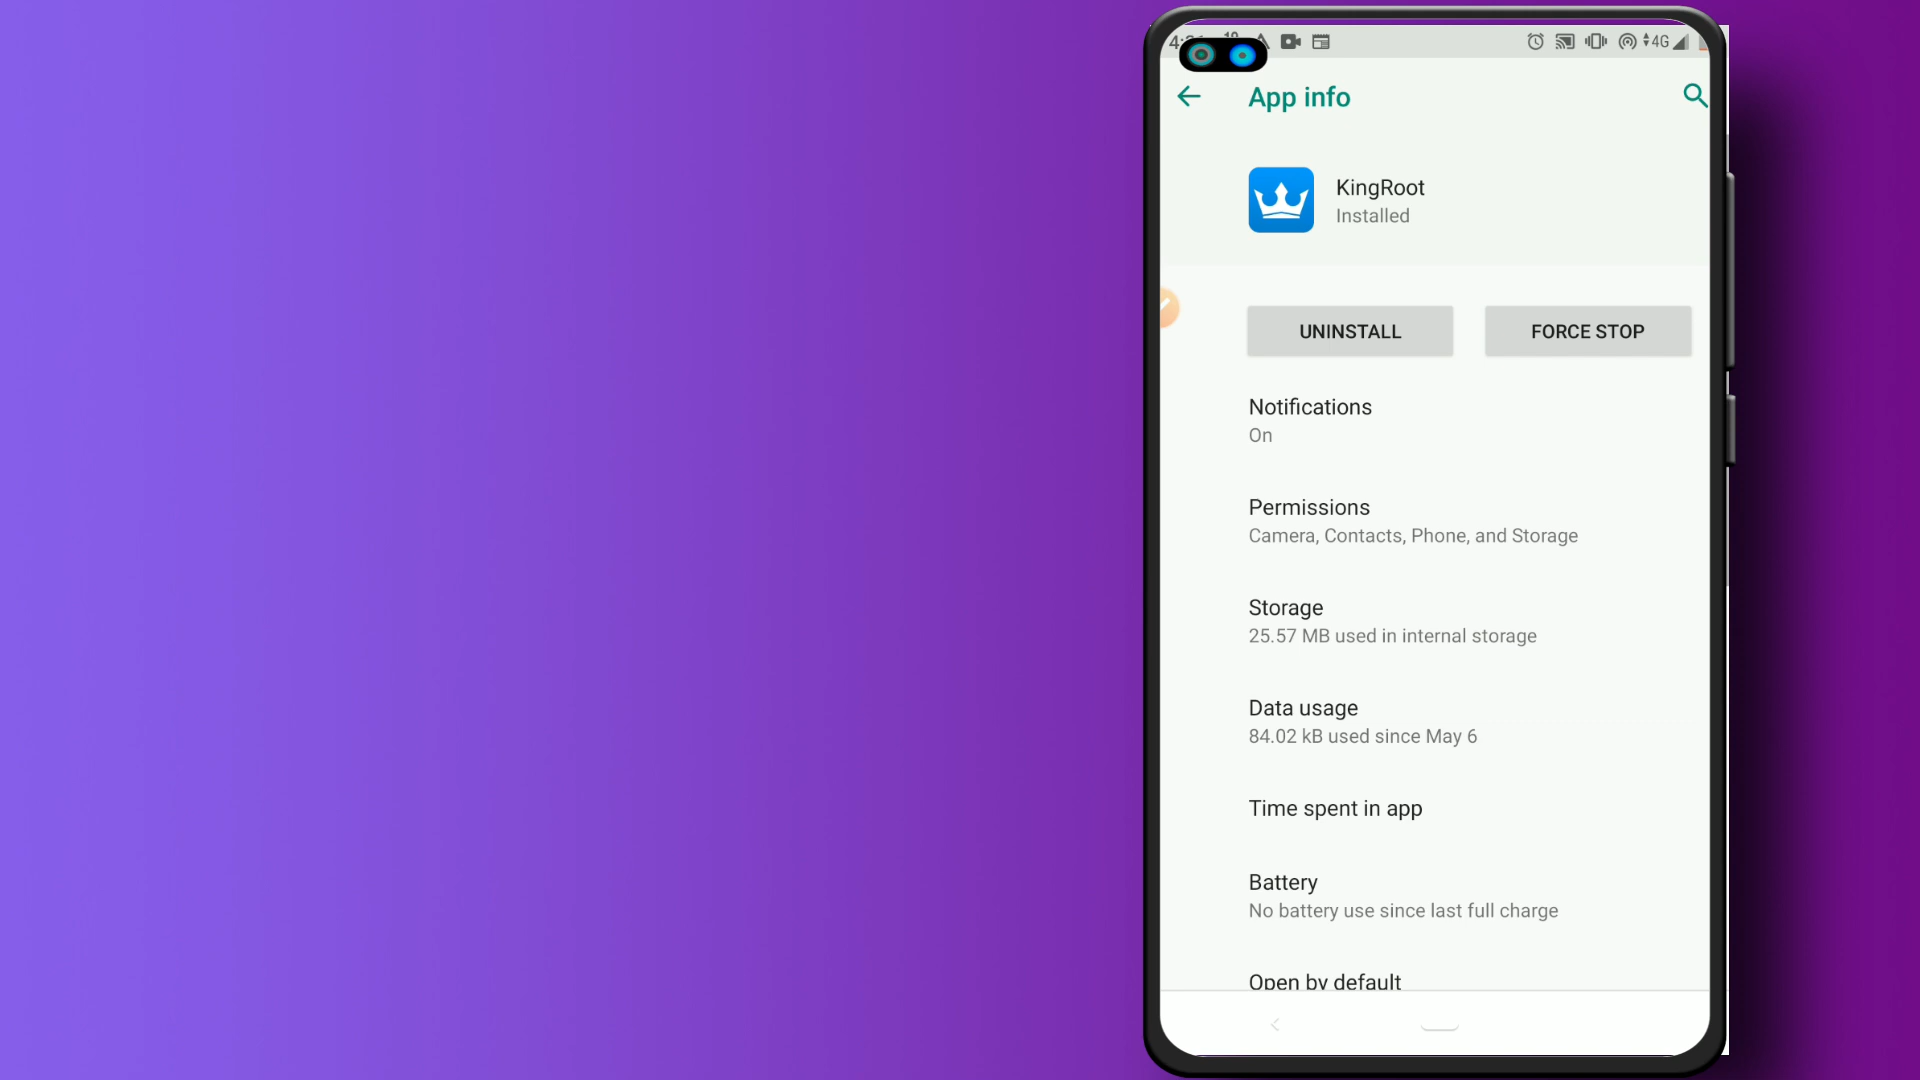 4G
App info
KingRoot
Installed
UNINSTALL
FORCE STOP
Notifications
On
Permissions
Camera, Contacts, Phone, and Storage
Storage
25.57 MB used in internal storage
Data usage
84.02 kB used since May 6
Time spent in app
Battery
No battery use since last full charge
Open by default